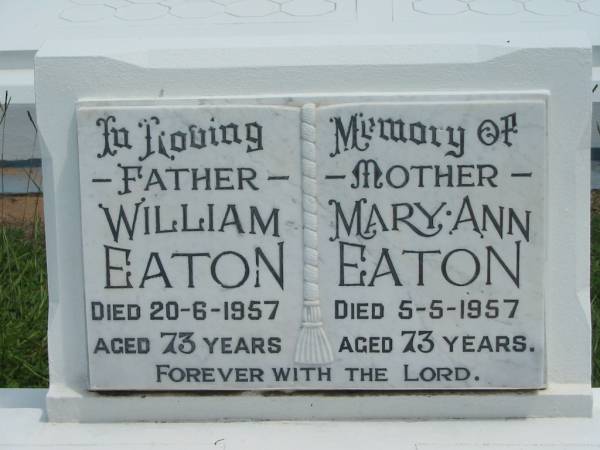 In Loving Memory Of
- FATHER - - MOTHER -
WILLIAM MARY·ANN
EATON EATON
DIED 20-6-1957 DIED 5-5-1957
AGED 73 YEARS AGED 73 YEARS.
FOREVER WITH THE LORD.